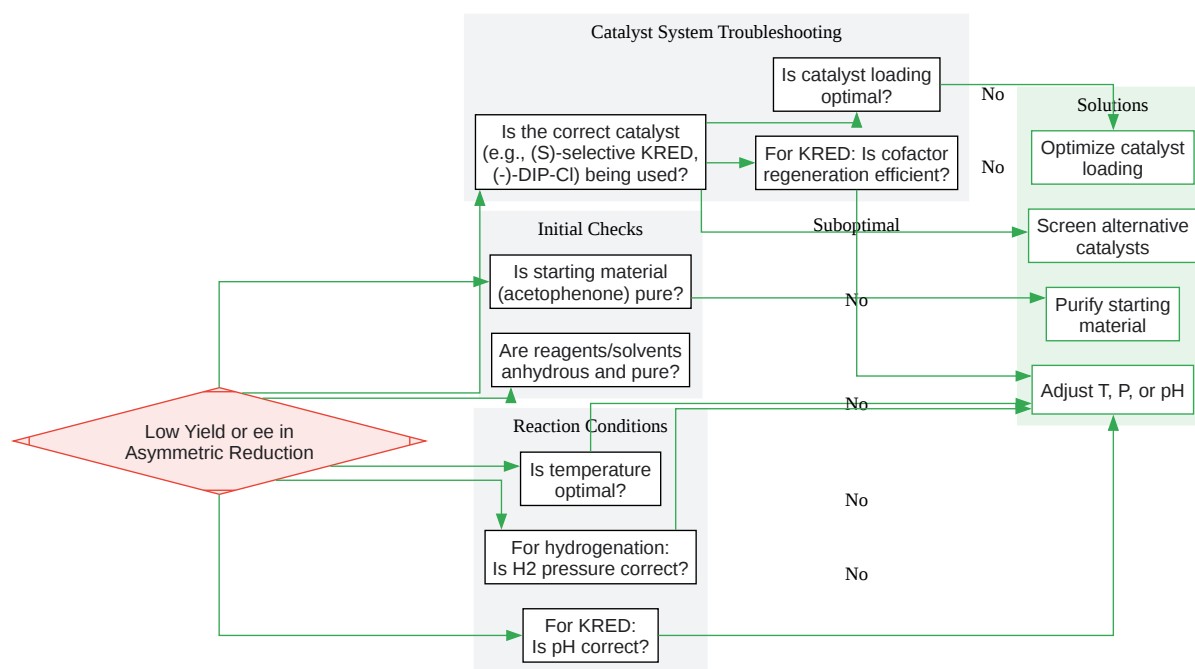 Catalyst System Troubleshooting
Is catalyst loading
optimal?
No
Solutions
Is the correct catalyst
(e.g., (S)-selective KRED,
(-)-DIP-Cl) being used?
For KRED: Is cofactor
regeneration efficient?
No
Optimize catalyst
loading
Initial Checks
Suboptimal
Screen alternative
catalysts
Is starting material
(acetophenone) pure?
No
Purify starting
material
Are reagents/solvents
anhydrous and pure?
Adjust T, P, or pH
No
Low Yield or ee in
Asymmetric Reduction
Reaction Conditions
Is temperature
optimal?
No
For hydrogenation:
Is H2 pressure correct?
No
For KRED:
Is pH correct?